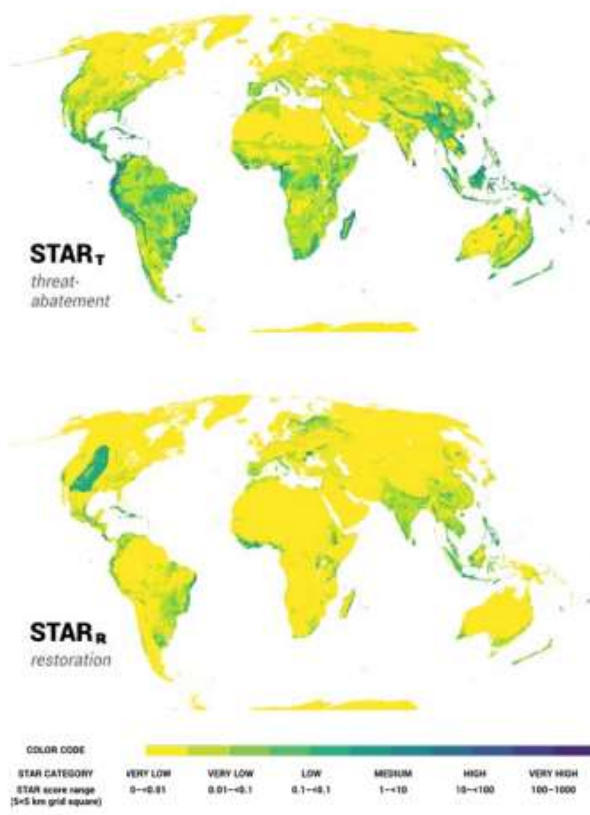 STAR T
threat-
abatement
STAR R
restoration
COLOR CODE
STAR CATEGORY VERY LOW VERY LOW LOW MEDIUM HIGH VERY HIGH
STAR score range 0-<0.01 0.01-<0.1 0.1-<0.1 1-<10 10-<100 100-1000
(5×5 km grid square)